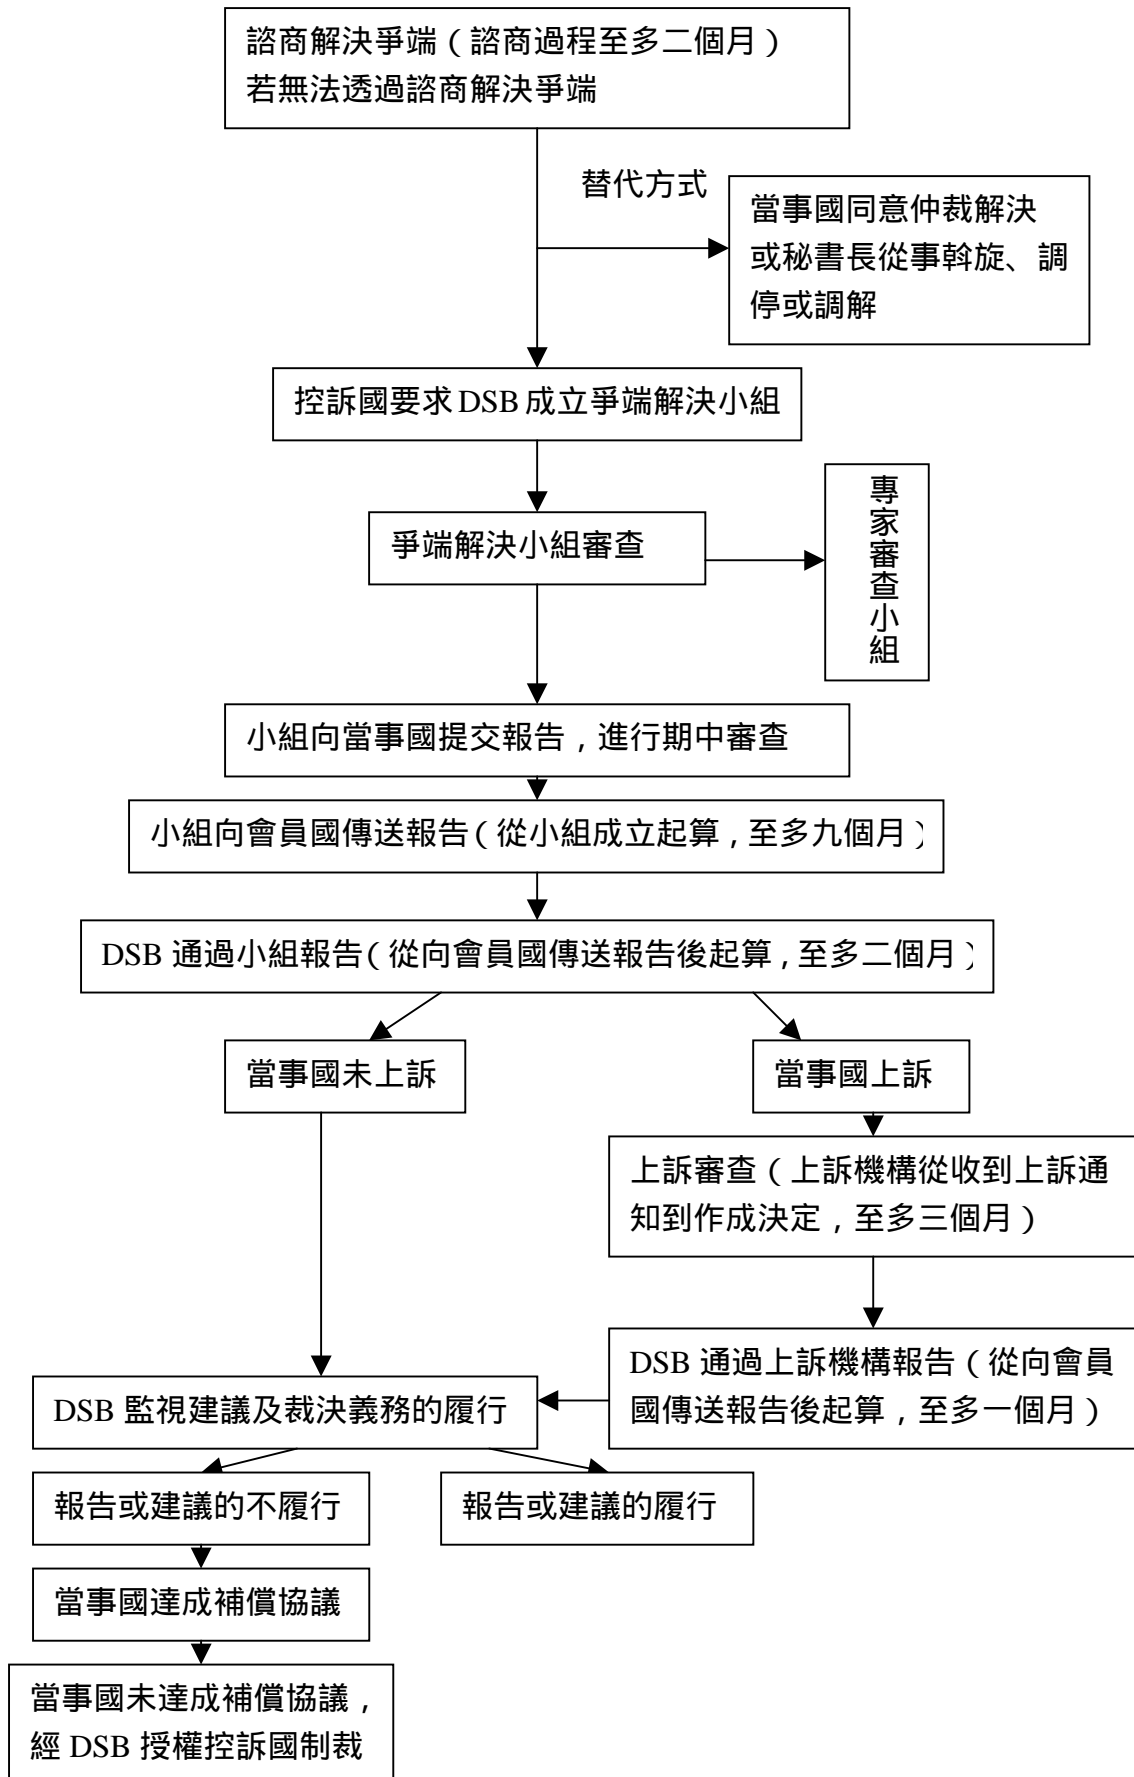 諮商解決爭端（諮商過程至多二個月）
若無法透過諮商解決爭端
替代方式
當事國同意仲裁解決
或秘書長從事斡旋、調
停或調解
控訴國要求 DSB 成立爭端解決小組
爭端解決小組審查
專家審查小組
小組向當事國提交報告，進行期中審查
小組向會員國傳送報告（從小組成立起算，至多九個月）
DSB 通過小組報告（從向會員國傳送報告後起算，至多二個月）
當事國未上訴
當事國上訴
上訴審查（上訴機構從收到上訴通
知到作成決定，至多三個月）
DSB 通過上訴機構報告（從向會員
國傳送報告後起算，至多一個月）
DSB 監視建議及裁決義務的履行
報告或建議的不履行
報告或建議的履行
當事國達成補償協議
當事國未達成補償協議，
經 DSB 授權控訴國制裁